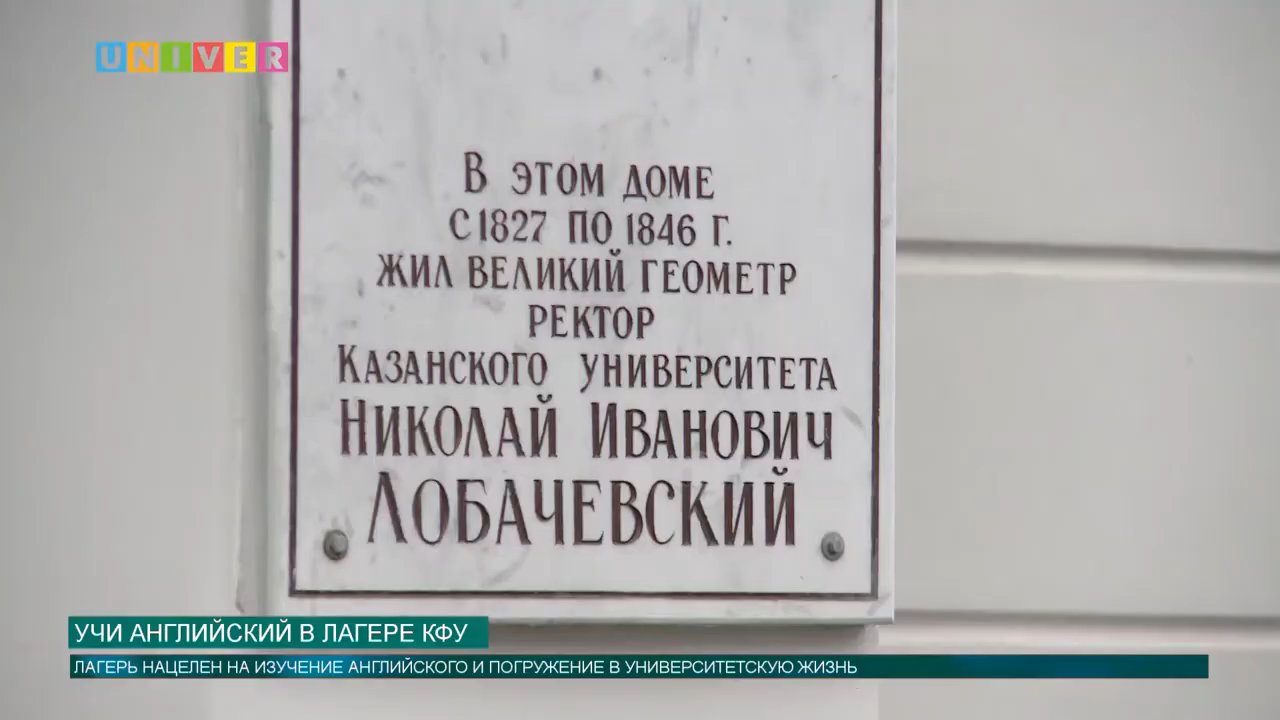 UNIVER
В ЭТОМ ДОМЕ
С 1827 ПО 1846 Г.
ЖИЛ ВЕЛИКИЙ ГЕОМЕТР
РЕКТОР
КАЗАНСКОГО УНИВЕРСИТЕТА
НИКОЛАЙ ИВАНОВИЧ
ЛОБАЧЕВСКИЙ
УЧИ АНГЛИЙСКИЙ В ЛАГЕРЕ КФУ
ЛАГЕРЬ НАЦЕЛЕН НА ИЗУЧЕНИЕ АНГЛИЙСКОГО И ПОГРУЖЕНИЕ В УНИВЕРСИТЕТСКУЮ ЖИЗНЬ